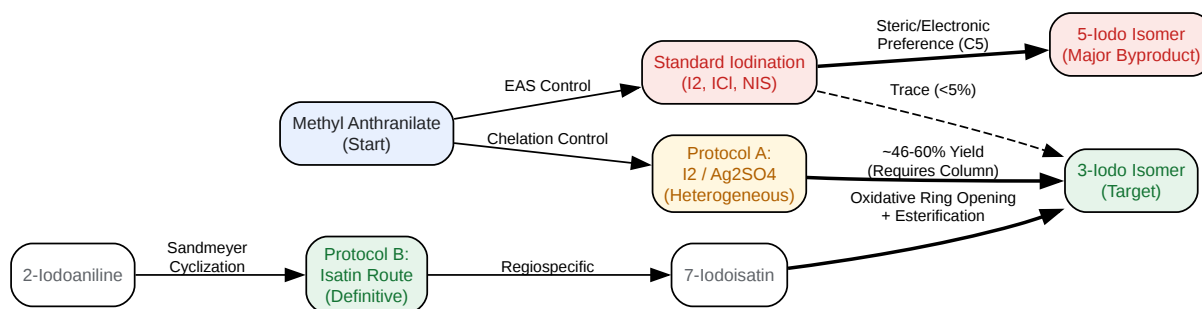 Methyl Anthranilate
(Start)
EAS Control
Chelation Control
Standard Iodination
(I2, ICl, NIS)
Steric/Electronic
Preference (C5)
5-Iodo Isomer
(Major Byproduct)
Trace (<5%)
Protocol A:
I2 / Ag2SO4
(Heterogeneous)
~46-60% Yield
(Requires Column)
3-Iodo Isomer
(Target)
2-Iodoaniline
Sandmeyer
Cyclization
Protocol B:
Isatin Route
(Definitive)
Regiospecific
7-Iodoisatin
Oxidative Ring Opening
+ Esterification